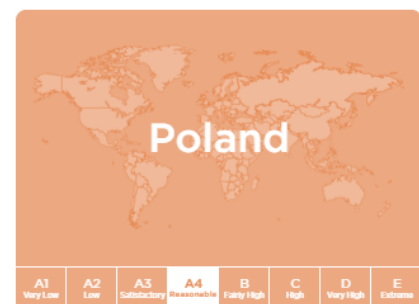 Poland
A1 A2 A3 A4 B C D E
Very Low Low Satisfactory Reasonable Fairly High High Very High Extreme